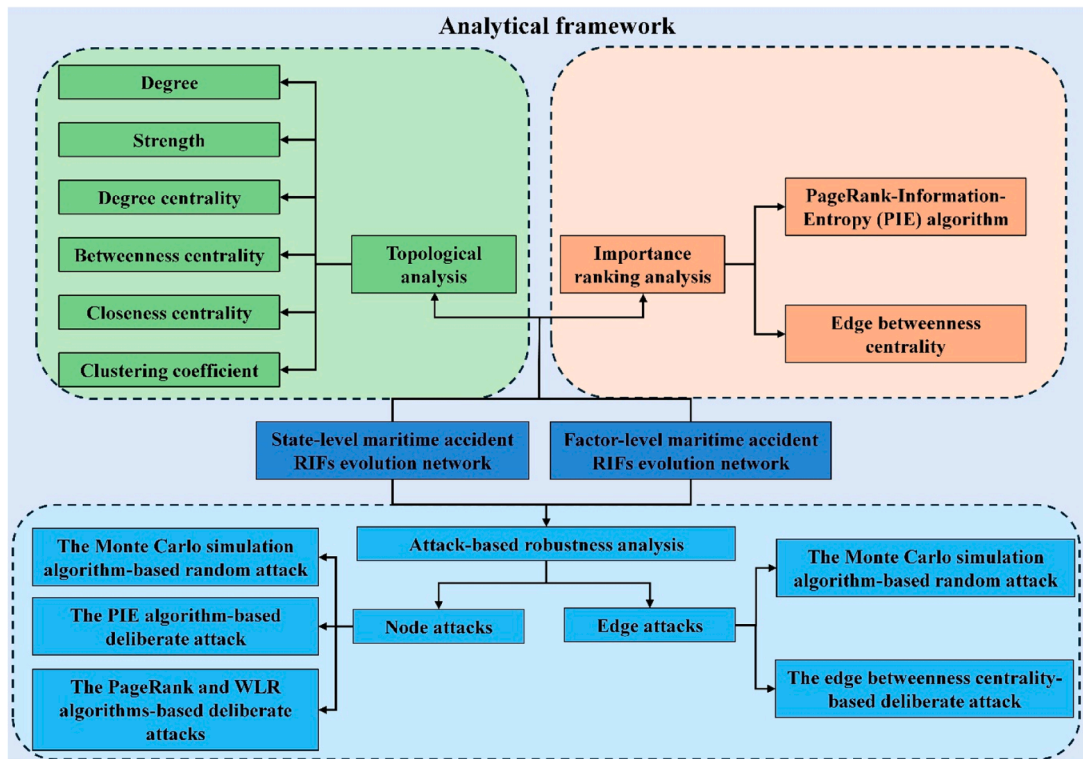 Analytical framework
Degree
Strength
Degree centrality
Betweenness centrality
Closeness centrality
Clustering coefficient
Topological
analysis
Importance
ranking analysis
PageRank-Information-
Entropy (PIE) algorithm
Edge betweenness
centrality
State-level maritime accident
RIFs evolution network
Factor-level maritime accident
RIFs evolution network
Attack-based robustness analysis
Node attacks
Edge attacks
The Monte Carlo simulation
algorithm-based random attack
The PIE algorithm-based
deliberate attack
The PageRank and WLR
algorithms-based deliberate
attacks
The Monte Carlo simulation
algorithm-based random attack
The edge betweenness centrality-
based deliberate attack